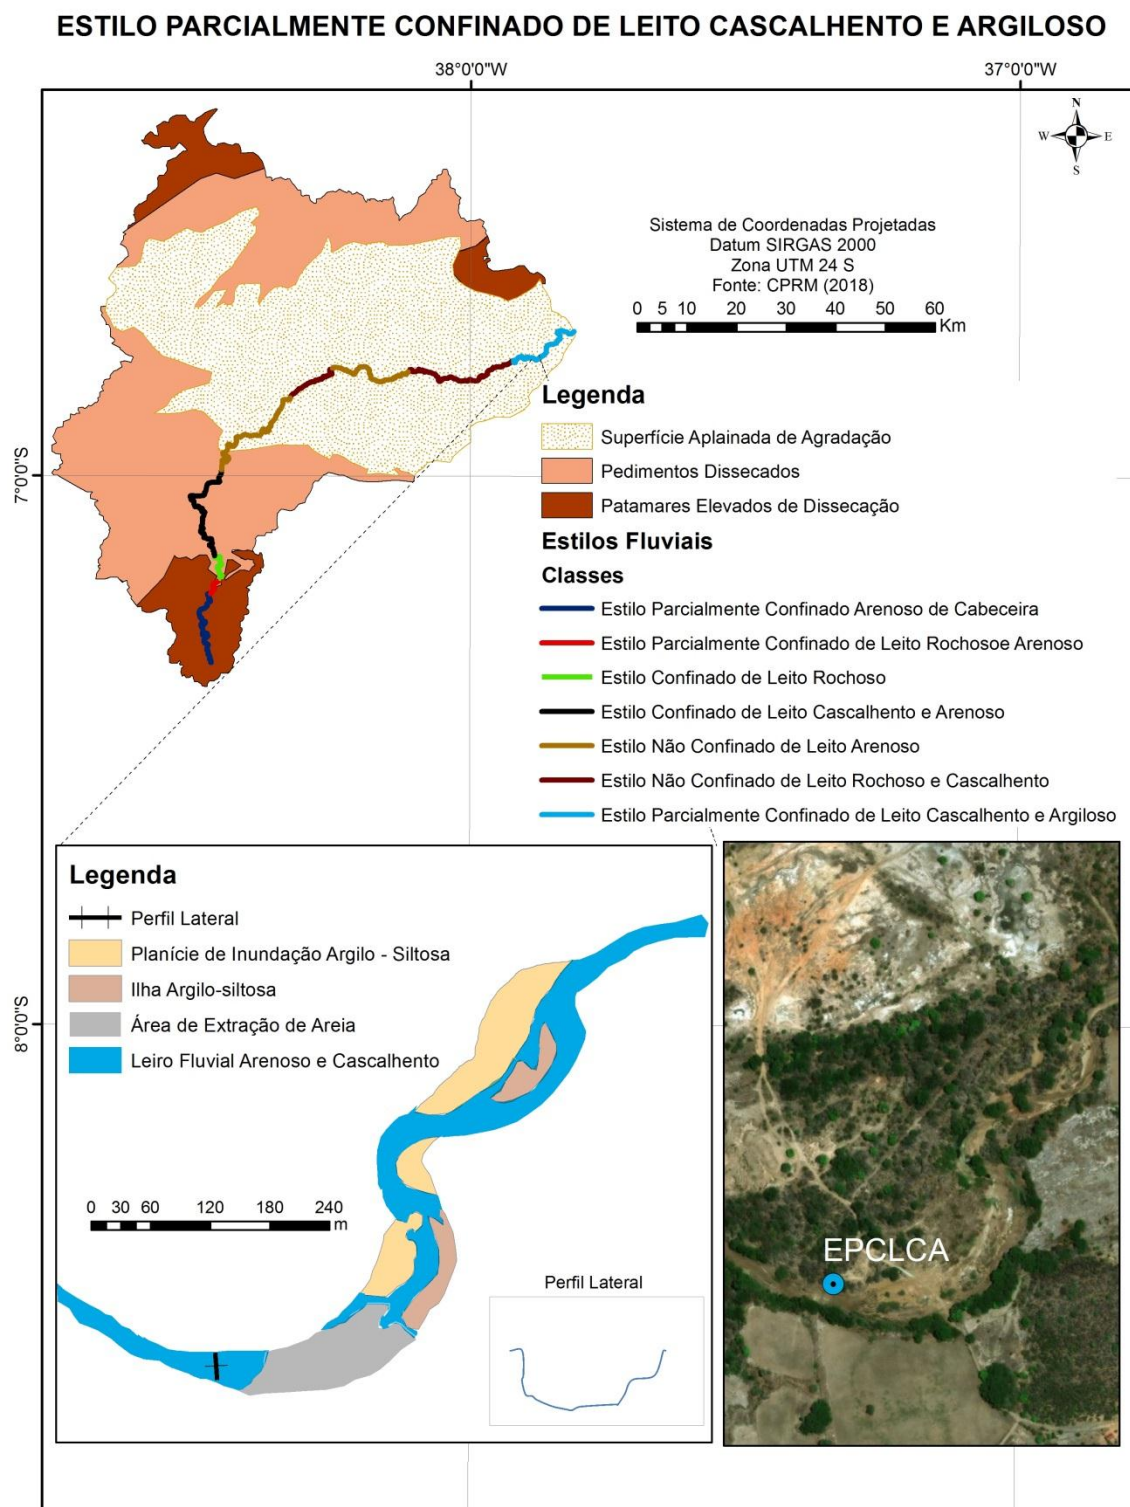 ESTILO PARCIALMENTE CONFINADO DE LEITO CASCALHENTO E ARGILOSO
38°0'0"W
37°0'0"W
N
W
E
S
Sistema de Coordenadas Projetadas
Datum SIRGAS 2000
Zona UTM 24 S
Fonte: CPRM (2018)
0 5 10 20 30 40 50 60
Km
Legenda
Superfície Aplainada de Agradação
Pedimentos Dissecados
Patamares Elevados de Dissecação
7°0'0"S
Estilos Fluviais
Classes
Estilo Parcialmente Confinado Arenoso de Cabeceira
Estilo Parcialmente Confinado de Leito Rochosoe Arenoso
Estilo Confinado de Leito Rochoso
Estilo Confinado de Leito Cascalhento e Arenoso
Estilo Não Confinado de Leito Arenoso
Estilo Não Confinado de Leito Rochoso e Cascalhento
Estilo Parcialmente Confinado de Leito Cascalhento e Argiloso
Legenda
Perfil Lateral
Planície de Inundação Argilo - Siltosa
Ilha Argilo-siltosa
Área de Extração de Areia
Leiro Fluvial Arenoso e Cascalhento
8°0'0"S
0 30 60 120 180 240
m
Perfil Lateral
EPCLCA